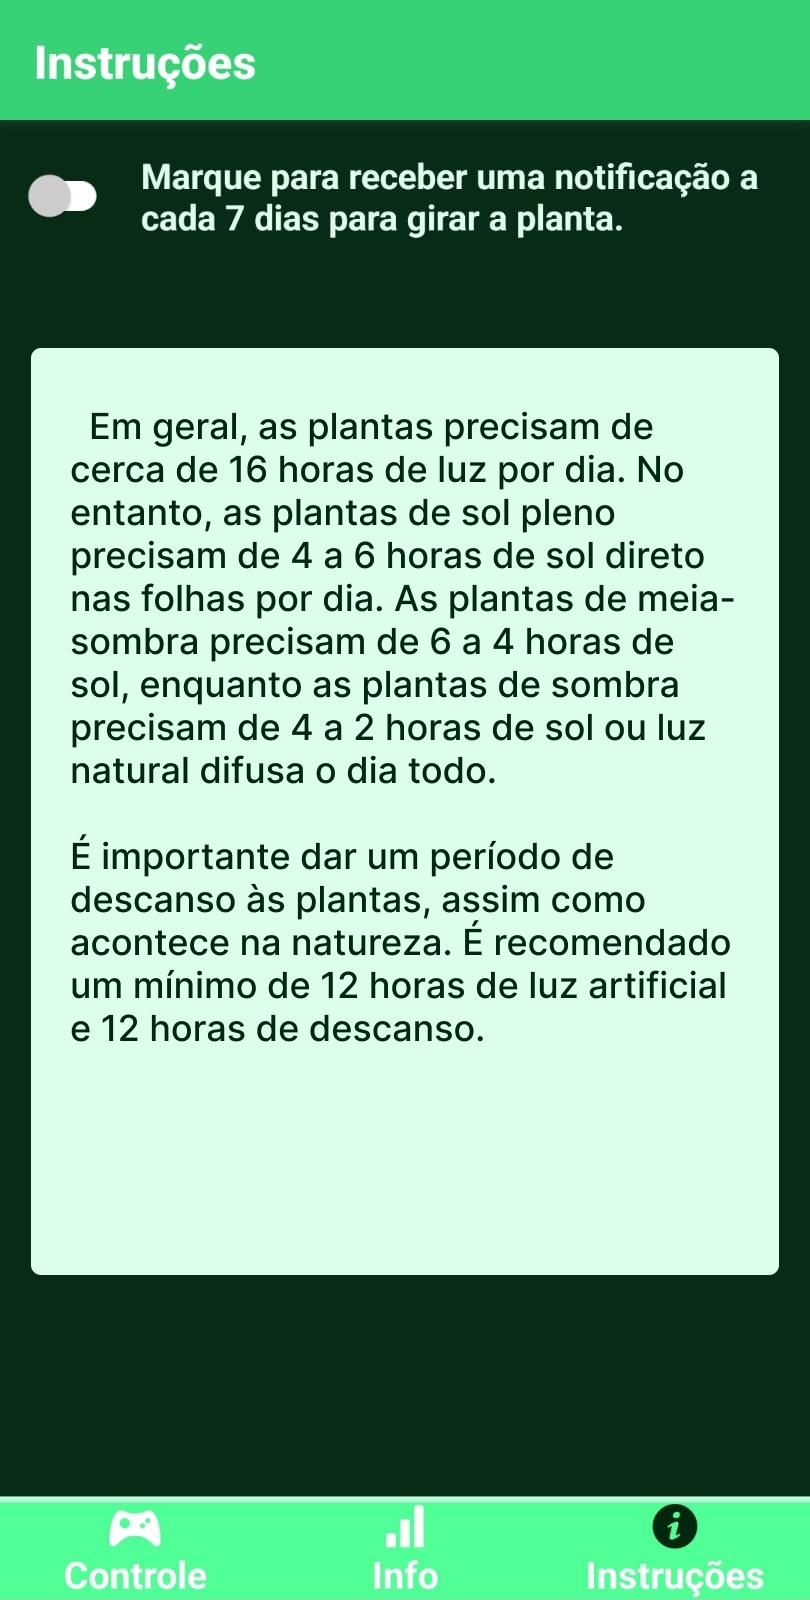 Instruções
Marque para receber uma notificação a
cada 7 dias para girar a planta.
Em geral, as plantas precisam de
cerca de 16 horas de luz por dia. No
entanto, as plantas de sol pleno
precisam de 4 a 6 horas de sol direto
nas folhas por dia. As plantas de meia-
sombra precisam de 6 a 4 horas de
sol, enquanto as plantas de sombra
precisam de 4 a 2 horas de sol ou luz
natural difusa o dia todo.
É importante dar um período de
descanso às plantas, assim como
acontece na natureza. É recomendado
um mínimo de 12 horas de luz artificial
e 12 horas de descanso.
Controle
Info
Instruções